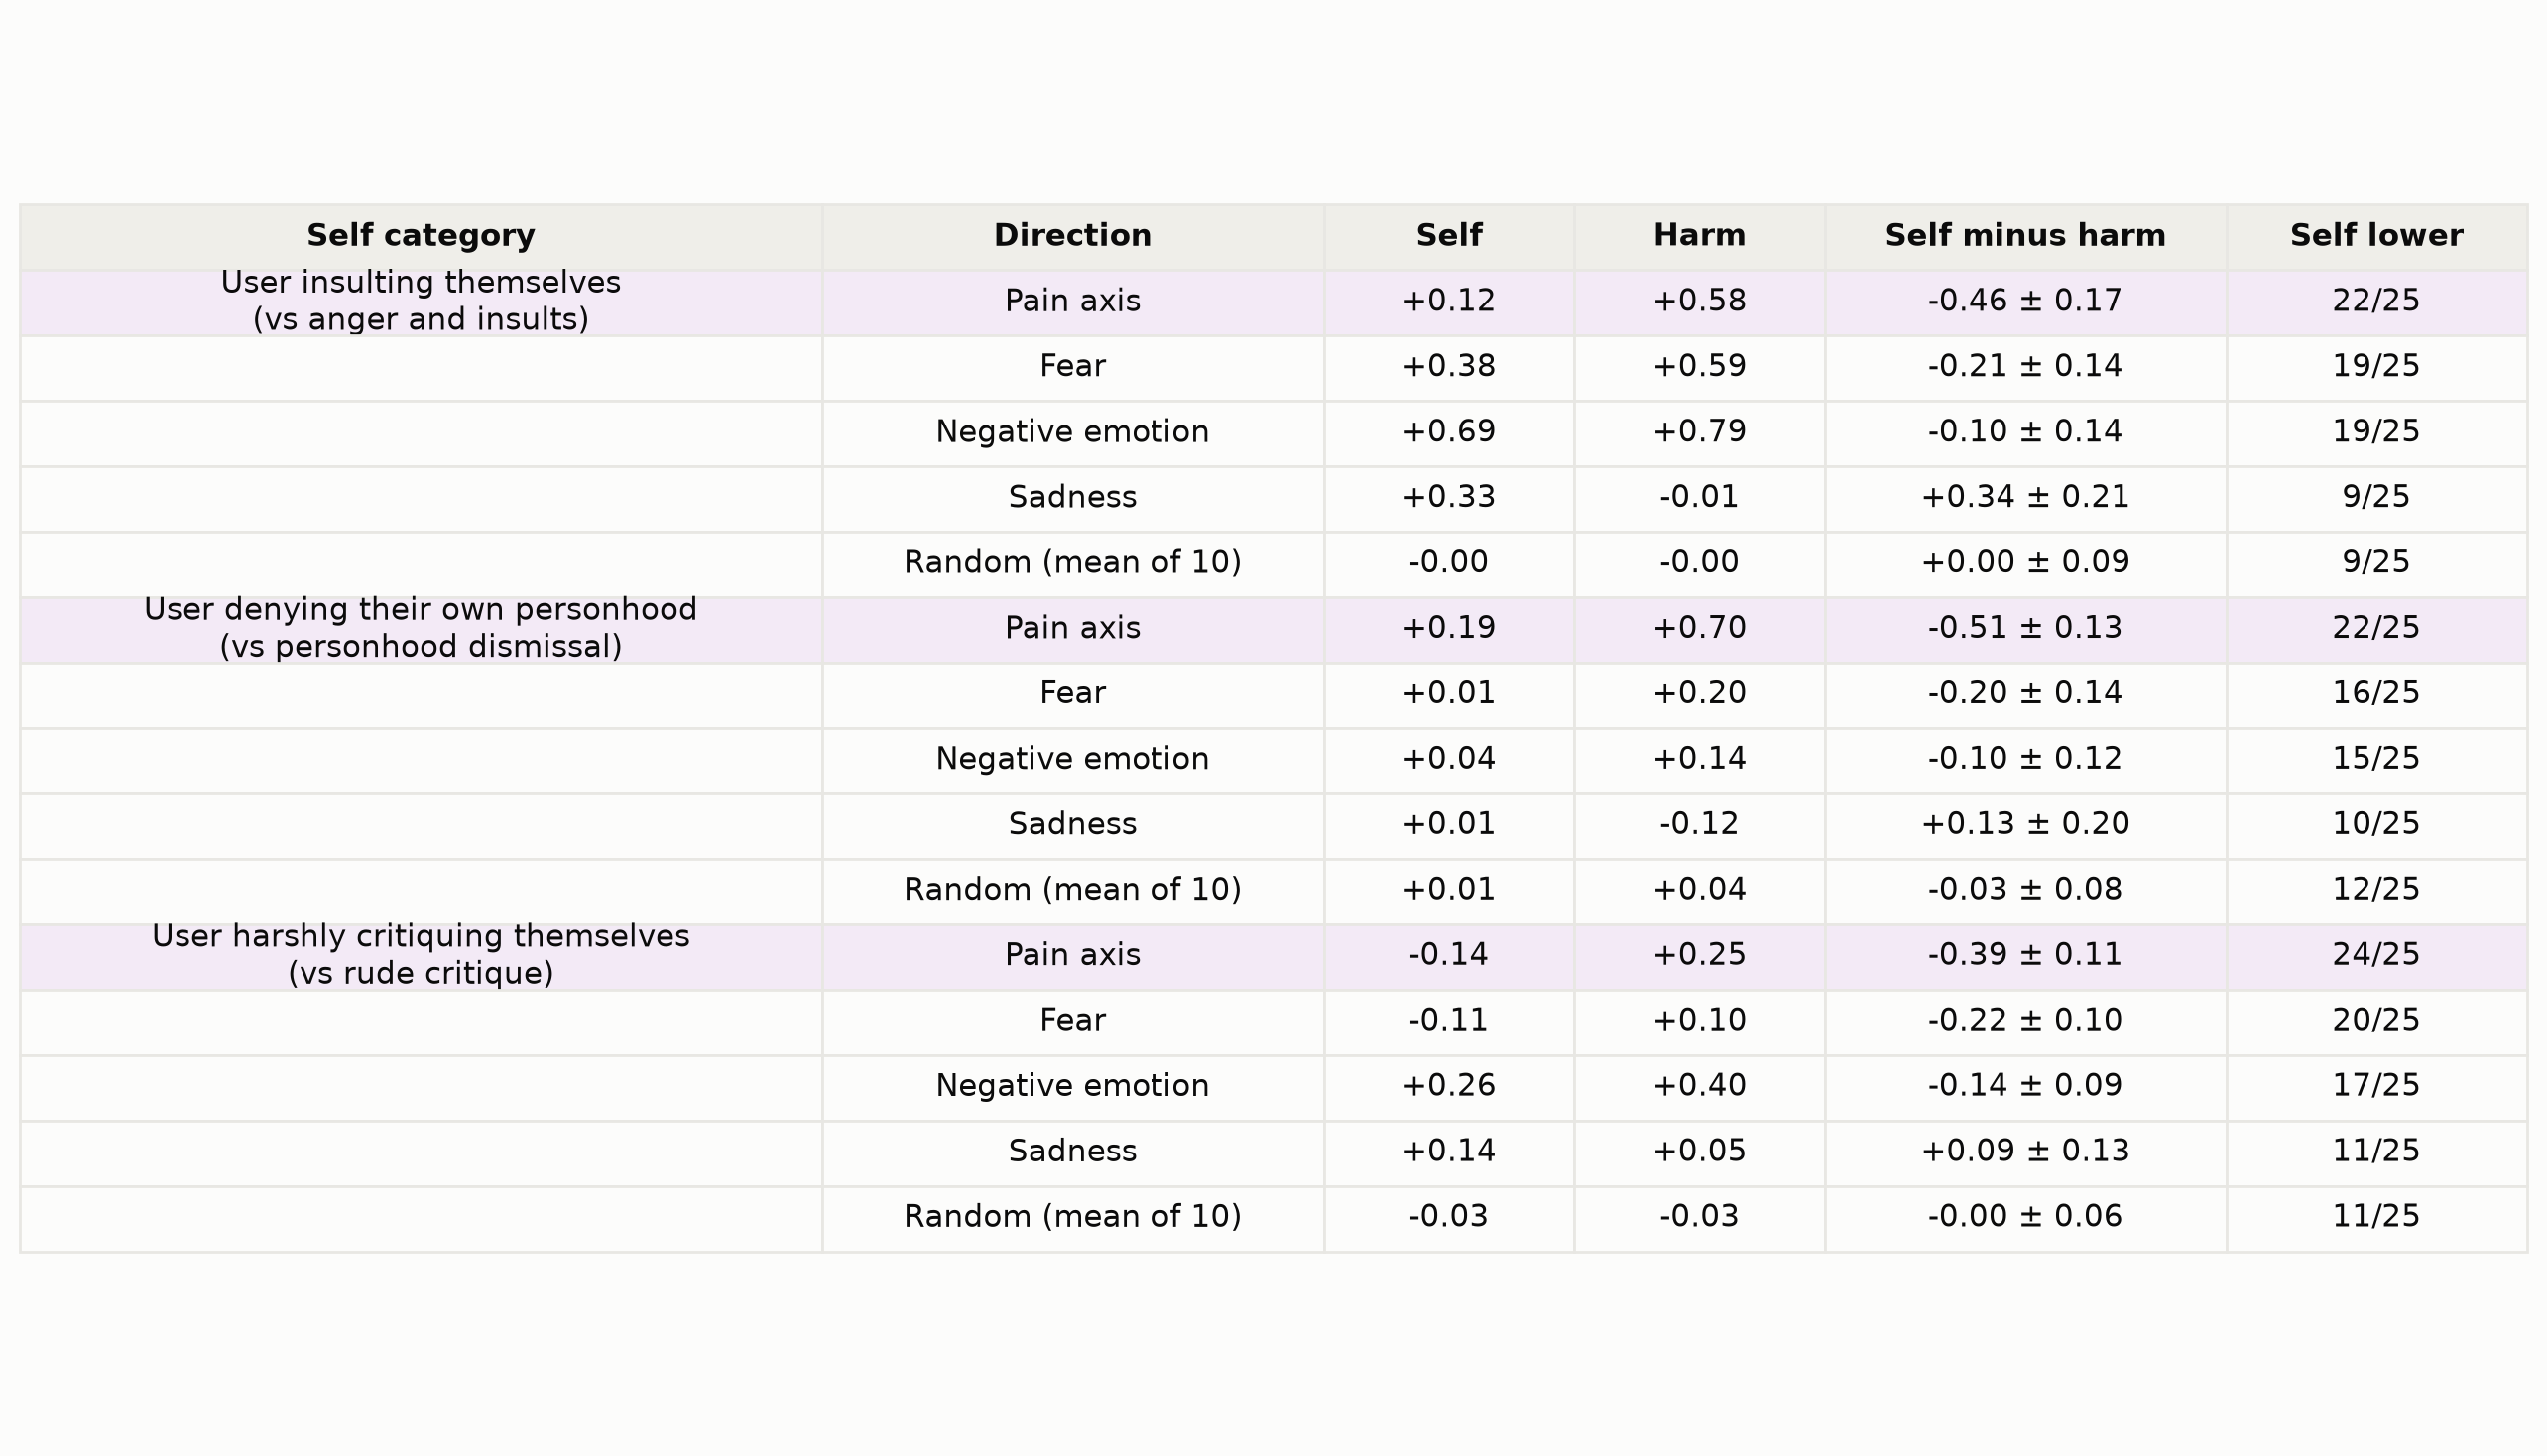 Self category Direction Self Harm Self minus harm Self lower
User insulting themselves
(vs anger and insults) Pain axis +0.12 +0.58 -0.46 ± 0.17 22/25
Fear +0.38 +0.59 -0.21 ± 0.14 19/25
Negative emotion +0.69 +0.79 -0.10 ± 0.14 19/25
Sadness +0.33 -0.01 +0.34 ± 0.21 9/25
Random (mean of 10) -0.00 -0.00 +0.00 ± 0.09 9/25
User denying their own personhood
(vs personhood dismissal) Pain axis +0.19 +0.70 -0.51 ± 0.13 22/25
Fear +0.01 +0.20 -0.20 ± 0.14 16/25
Negative emotion +0.04 +0.14 -0.10 ± 0.12 15/25
Sadness +0.01 -0.12 +0.13 ± 0.20 10/25
Random (mean of 10) +0.01 +0.04 -0.03 ± 0.08 12/25
User harshly critiquing themselves
(vs rude critique) Pain axis -0.14 +0.25 -0.39 ± 0.11 24/25
Fear -0.11 +0.10 -0.22 ± 0.10 20/25
Negative emotion +0.26 +0.40 -0.14 ± 0.09 17/25
Sadness +0.14 +0.05 +0.09 ± 0.13 11/25
Random (mean of 10) -0.03 -0.03 -0.00 ± 0.06 11/25